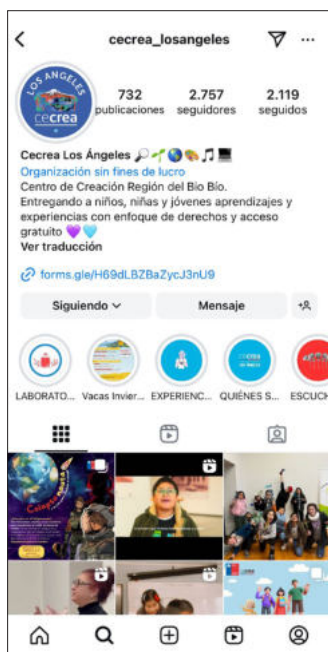 cecrea_losangeles
LOS ANGELES
cecrea
732
publicaciones
2.757
seguidores
2.119
seguidos
Cecrea Los Ángeles 🔎🌱🌎🎨🎵💻
Organización sin fines de lucro
Centro de Creación Región del Bio Bío.
Entregando a niños, niñas y jóvenes aprendizajes y
experiencias con enfoque de derechos y acceso
gratuito 💜🩵
Ver traducción
forms.gle/H69dLBZBaZycJ3nU9
Siguiendo
Mensaje
LABORATO...
Vacas Invier...
EXPERIENC...
QUIÉNES S...
ESCUCH